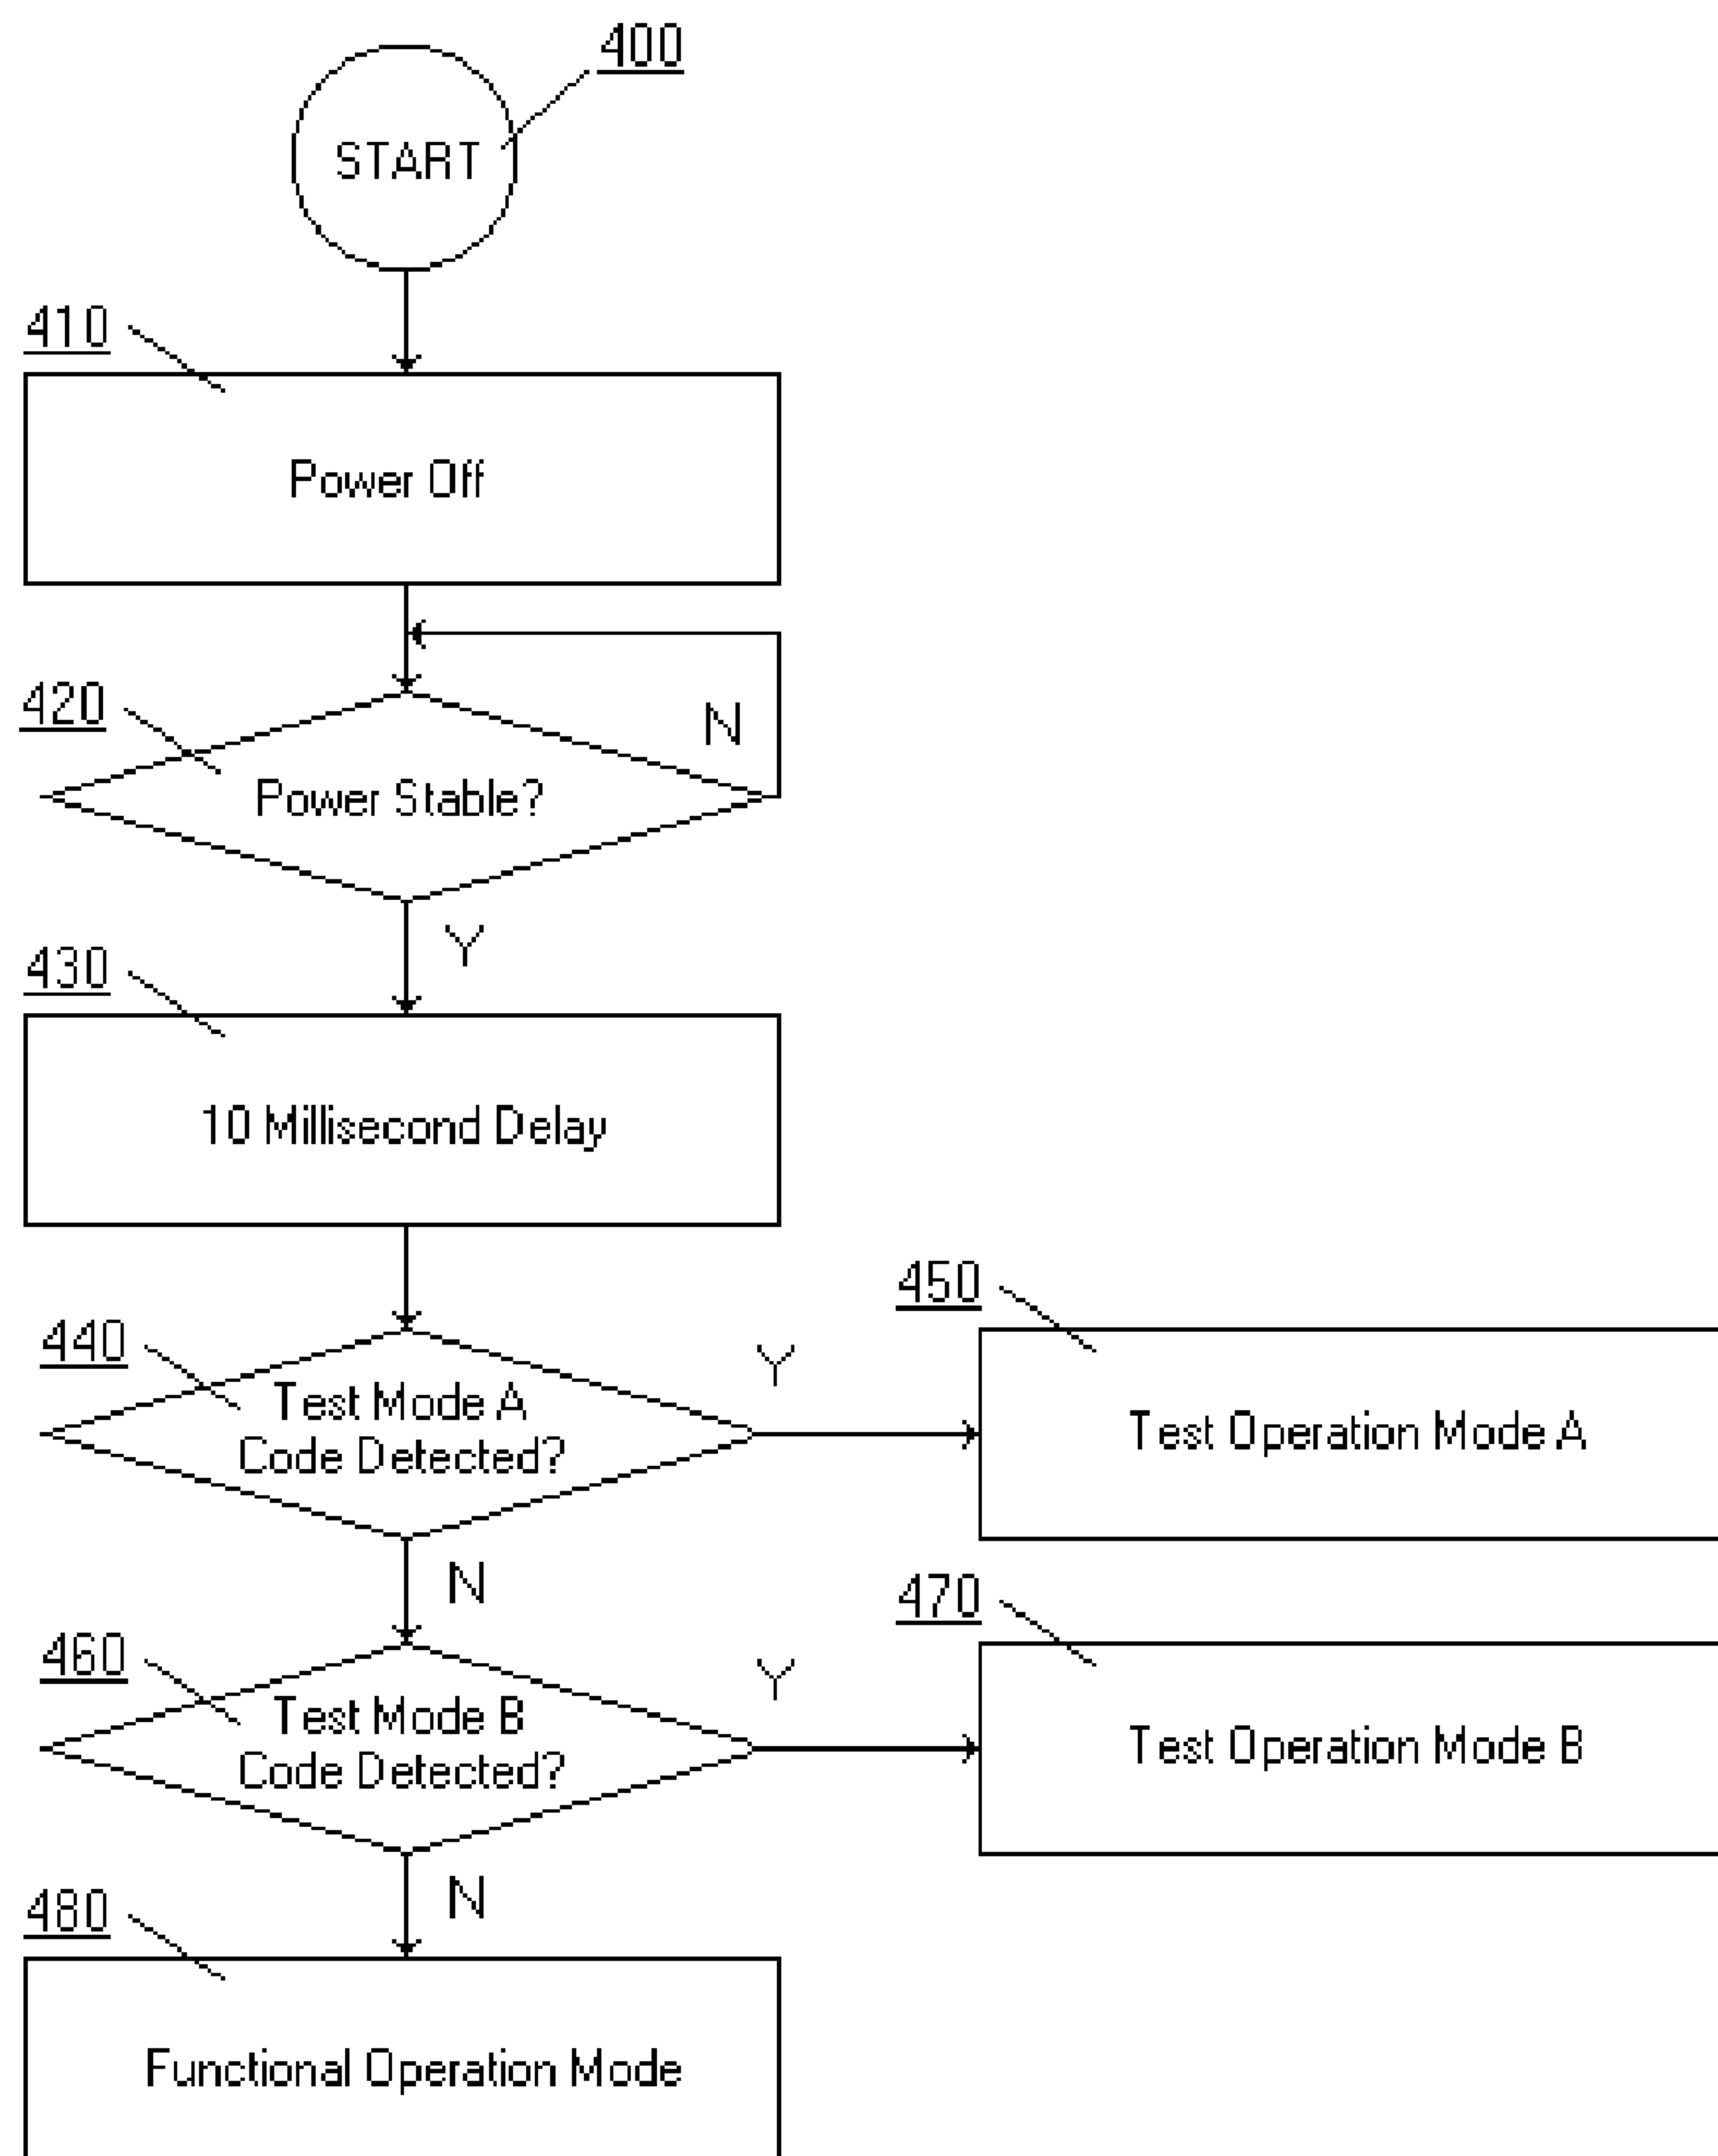 400
START
410
Power Off
420
N
Power Stable?
Y
430
10 Millisecond Delay
440
Test Mode A
Code Detected?
Y
450
Test Operation Mode A
N
460
Test Mode B
Code Detected?
Y
470
Test Operation Mode B
N
480
Functional Operation Mode